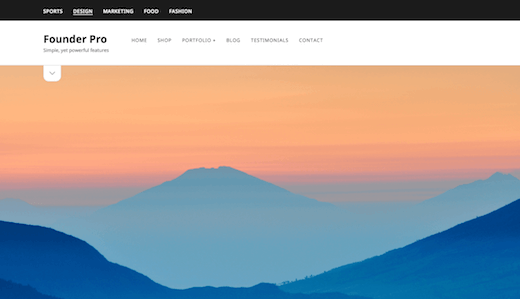 SPORTS DESIGN MARKETING FOOD FASHION
Founder Pro
Simple, yet powerful features
HOME SHOP PORTFOLIO BLOG TESTIMONIALS CONTACT